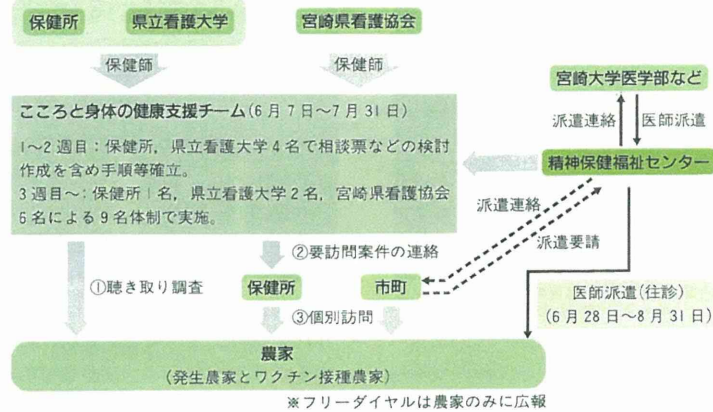 保健所
県立看護大学
宮崎県看護協会
保健師
保健師
宮崎大学医学部など
派遣連絡
医師派遣
こころと身体の健康支援チーム(6月7日～7月31日)
1～2週目：保健所，県立看護大学4名で相談票などの検討
作成を含め手順等確立。
3週目～：保健所1名，県立看護大学2名，宮崎県看護協会
6名による9名体制で実施。
精神保健福祉センター
派遣連絡
派遣要請
②要訪問案件の連絡
①聴き取り調査
保健所
市町
医師派遣(往診)
(6月28日～8月31日)
③個別訪問
農家
(発生農家とワクチン接種農家)
※フリーダイヤルは農家のみに広報